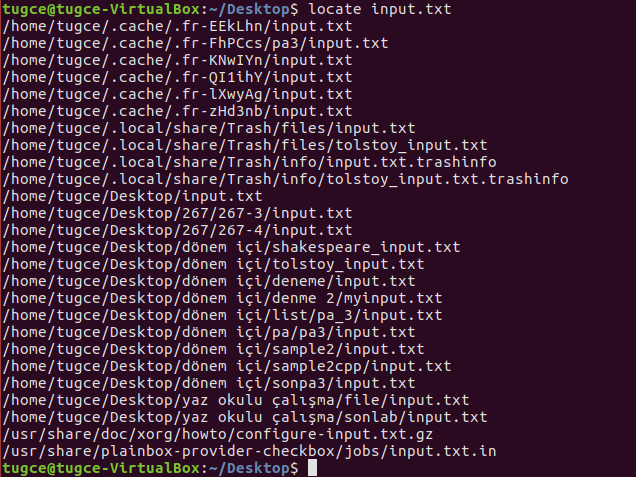 tugce@tugce-VirtualBox:~/Desktop$ locate input.txt
/home/tugce/.cache/.fr-EEkLhn/input.txt
/home/tugce/.cache/.fr-FhPCcs/pa3/input.txt
/home/tugce/.cache/.fr-KNwIYn/input.txt
/home/tugce/.cache/.fr-QI1ihY/input.txt
/home/tugce/.cache/.fr-lXwyAg/input.txt
/home/tugce/.cache/.fr-zHd3nb/input.txt
/home/tugce/.local/share/Trash/files/input.txt
/home/tugce/.local/share/Trash/files/tolstoy_input.txt
/home/tugce/.local/share/Trash/info/input.txt.trashinfo
/home/tugce/.local/share/Trash/info/tolstoy_input.txt.trashinfo
/home/tugce/Desktop/input.txt
/home/tugce/Desktop/267/267-3/input.txt
/home/tugce/Desktop/267/267-4/input.txt
/home/tugce/Desktop/dönem içi/shakespeare_input.txt
/home/tugce/Desktop/dönem içi/tolstoy_input.txt
/home/tugce/Desktop/dönem içi/deneme/input.txt
/home/tugce/Desktop/dönem içi/denme 2/myinput.txt
/home/tugce/Desktop/dönem içi/list/pa_3/input.txt
/home/tugce/Desktop/dönem içi/pa/pa3/input.txt
/home/tugce/Desktop/dönem içi/sample2/input.txt
/home/tugce/Desktop/dönem içi/sample2cpp/input.txt
/home/tugce/Desktop/dönem içi/sonpa3/input.txt
/home/tugce/Desktop/yaz okulu çalışma/file/input.txt
/home/tugce/Desktop/yaz okulu çalışma/sonlab/input.txt
/usr/share/doc/xorg/howto/configure-input.txt.gz
/usr/share/plainbox-provider-checkbox/jobs/input.txt.in
tugce@tugce-VirtualBox:~/Desktop$